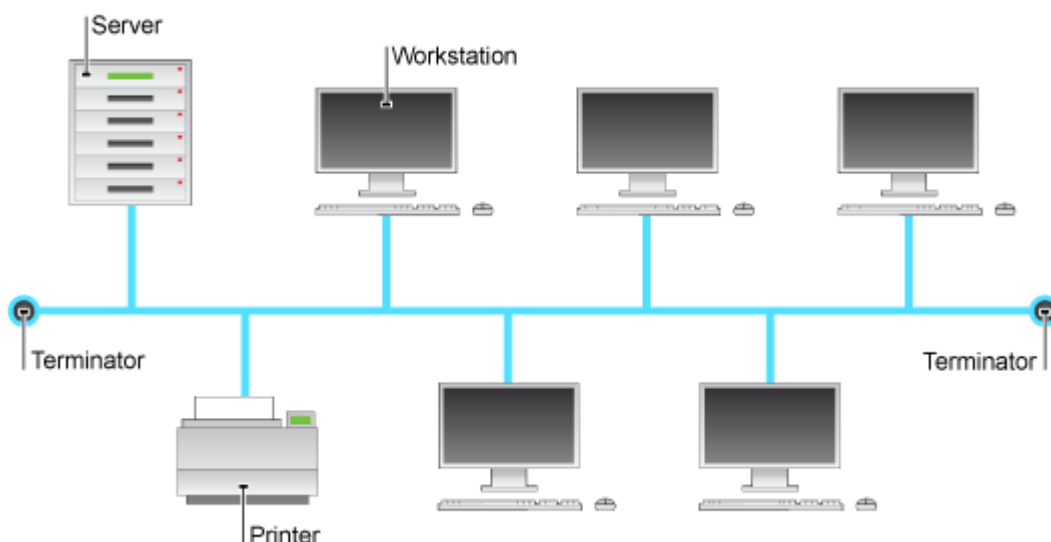 Server
Workstation
Terminator
Terminator
Printer